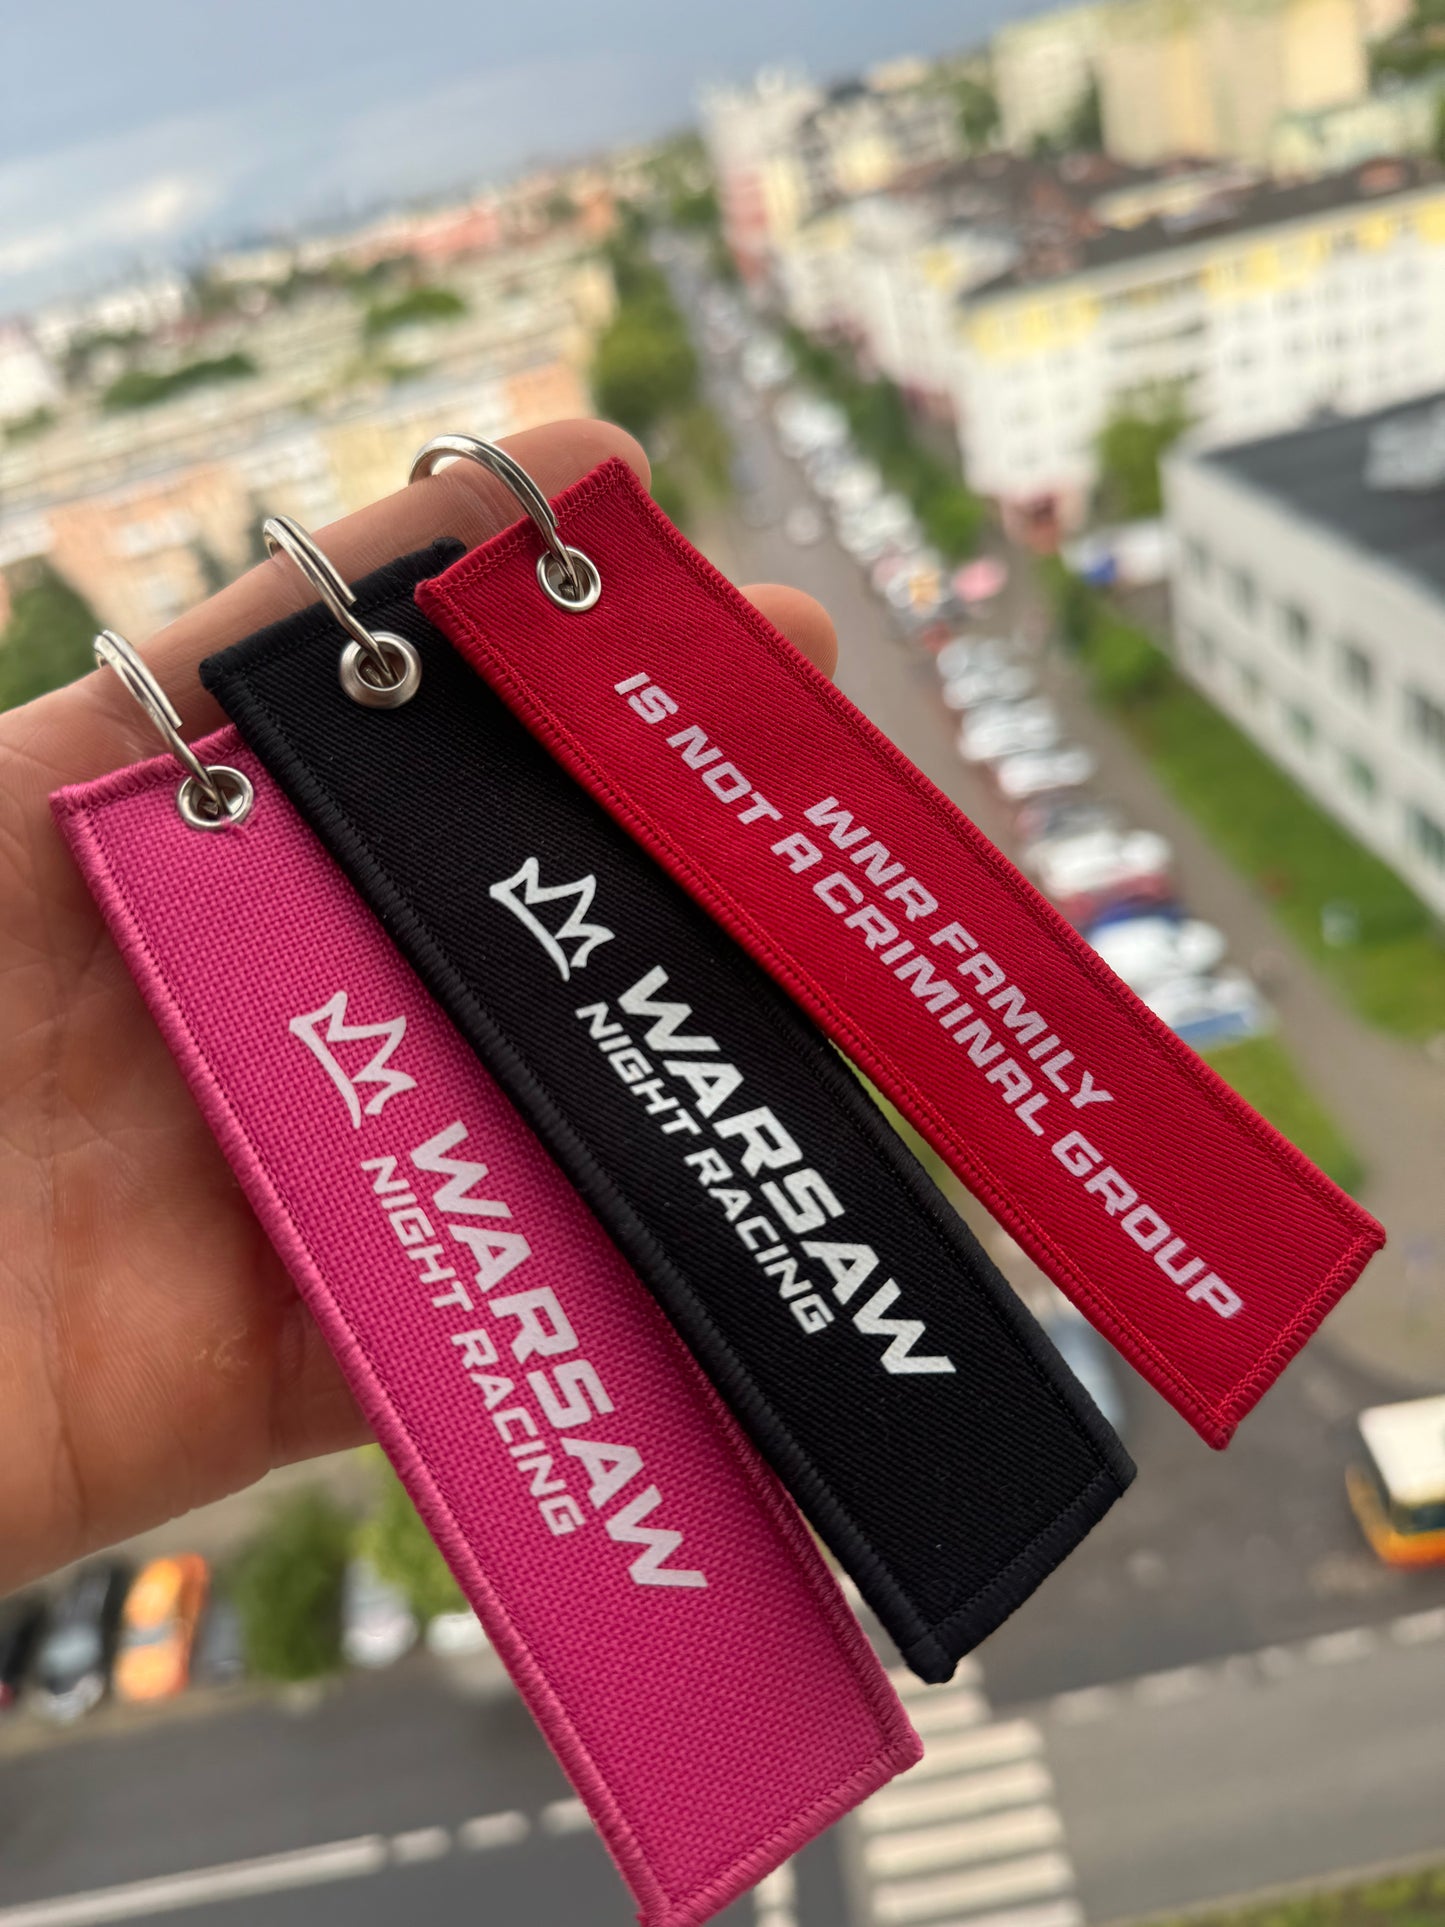 WARSAW
NIGHT RACING
WARSAW
NIGHT RACING
WNR FAMILY
IS NOT A CRIMINAL GROUP